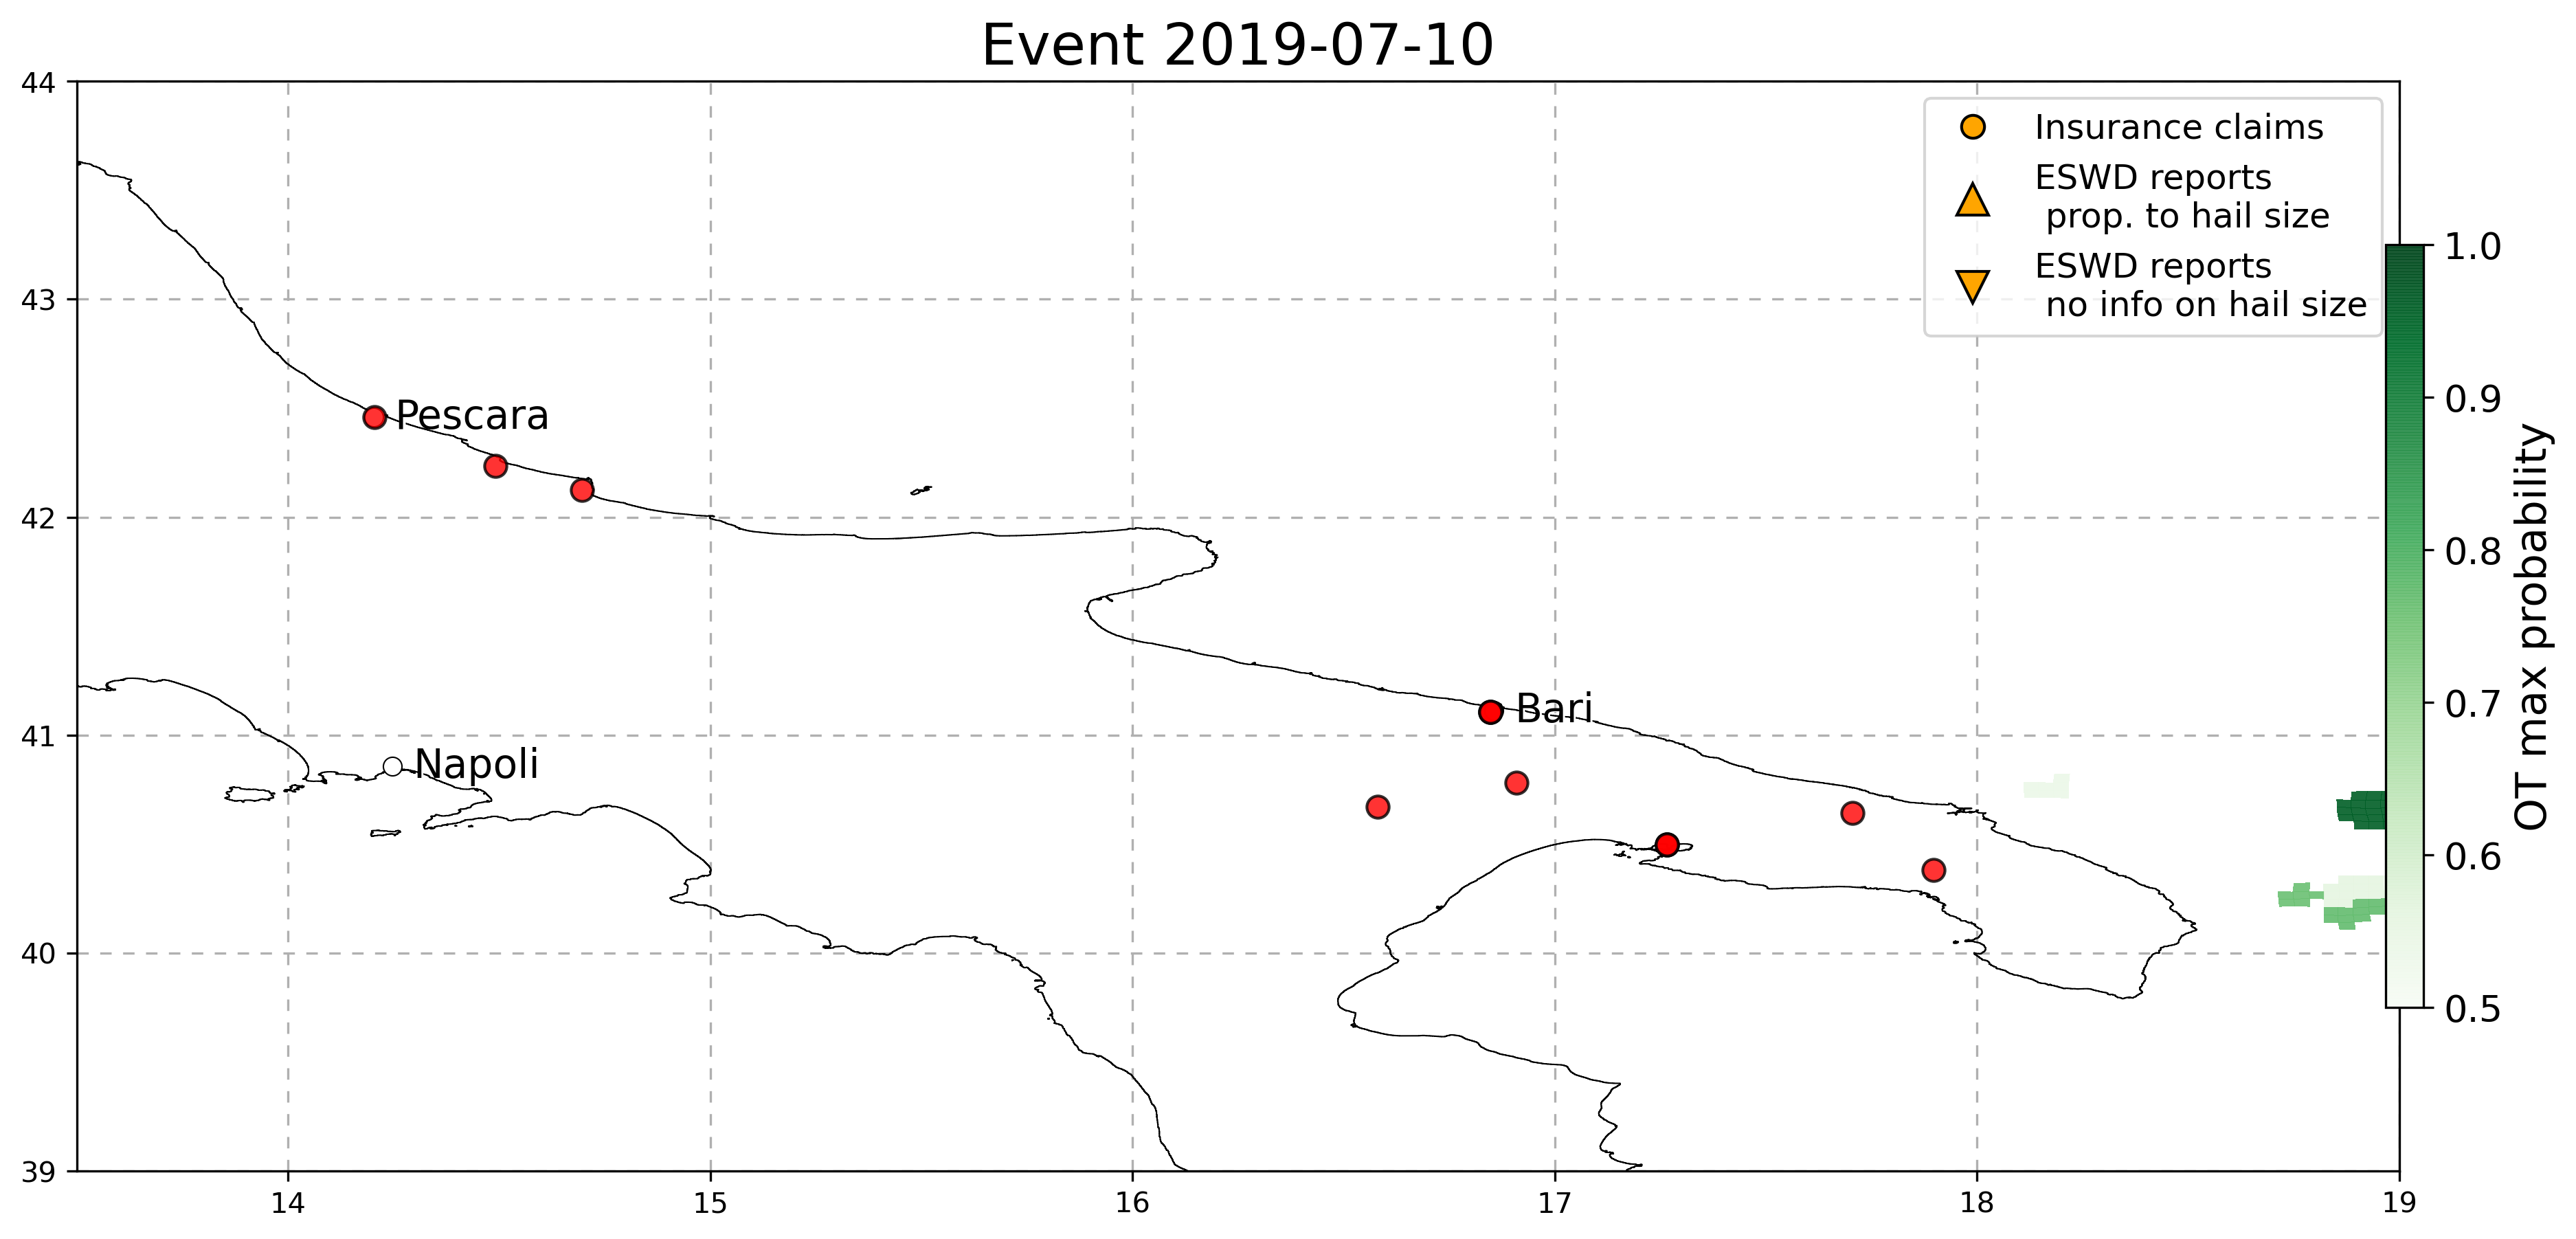 Event 2019-07-10
44
43
42
41
40
39
14
15
16
17
18
19
Insurance claims
ESWD reports
prop. to hail size
ESWD reports
no info on hail size
Pescara
Bari
Napoli
1.0
0.9
0.8
0.7
0.6
0.5
OT max probability